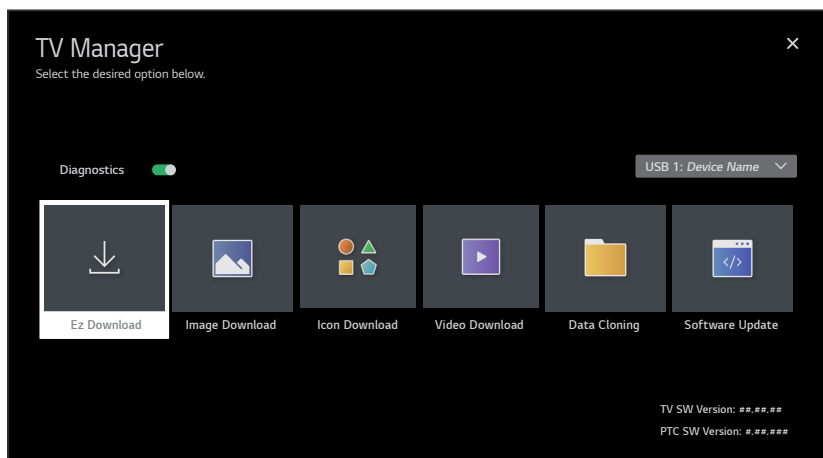 TV Manager
Select the desired option below.
Diagnostics
USB 1: Device Name
Ez Download
Image Download
Icon Download
Video Download
Data Cloning
Software Update
TV SW Version: ##.##.##
PTC SW Version: #.##.###